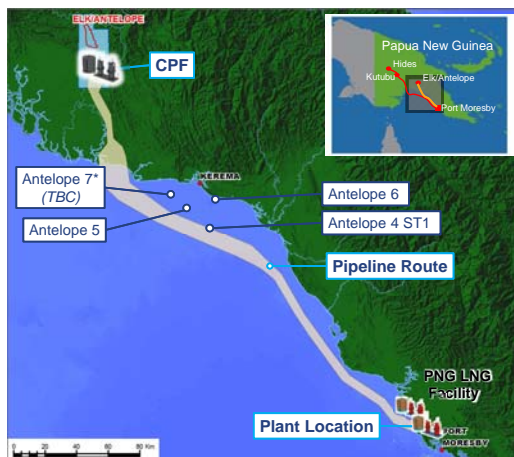 ELK/ANTELOPE
CPF
Papua New Guinea
Hides
Kutubu
Elk/Antelope
Port Moresby
KEREMA
Antelope 7*
(TBC)
Antelope 6
Antelope 5
Antelope 4 ST1
Pipeline Route
PNG LNG
Facility
Plant Location
PORT
MORESBY
0
20
40
80 Km